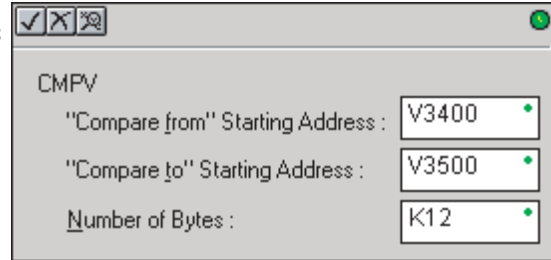 CMPV
"Compare from" Starting Address : V3400
"Compare to" Starting Address : V3500
Number of Bytes : K12